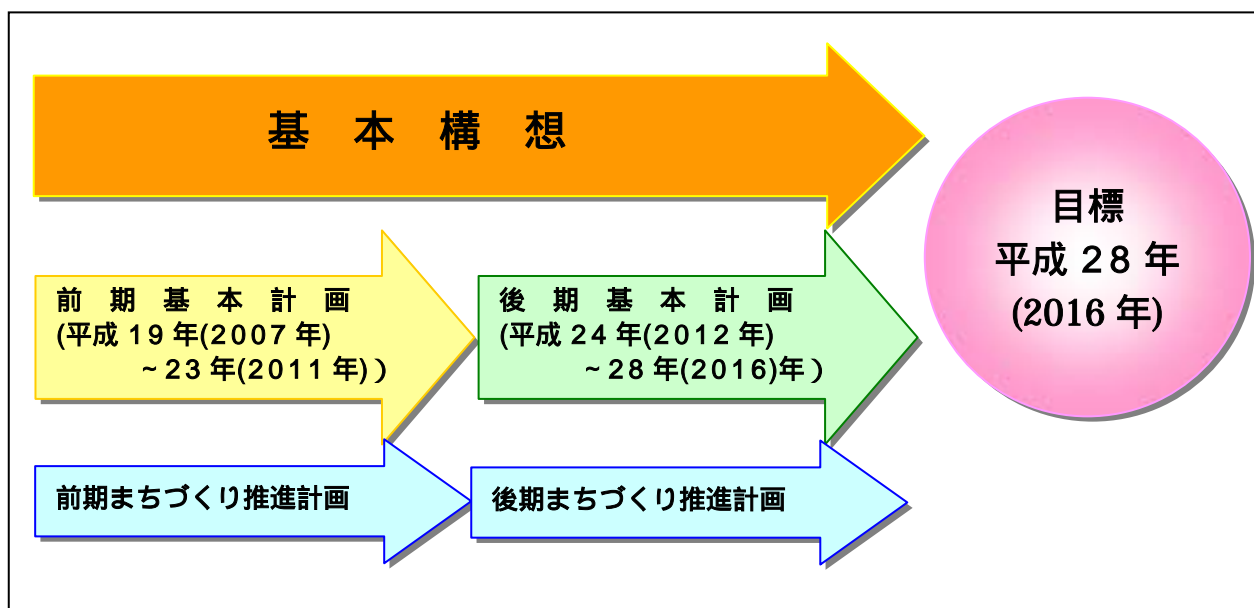 基　本　構　想
目標
平成 28 年
(2016 年)
前　期　基　本　計　画
(平成 19 年(2007 年)
～23 年(2011 年)）
後　期　基　本　計　画
(平成 24 年(2012 年)
～28 年(2016)年）
前期まちづくり推進計画
後期まちづくり推進計画